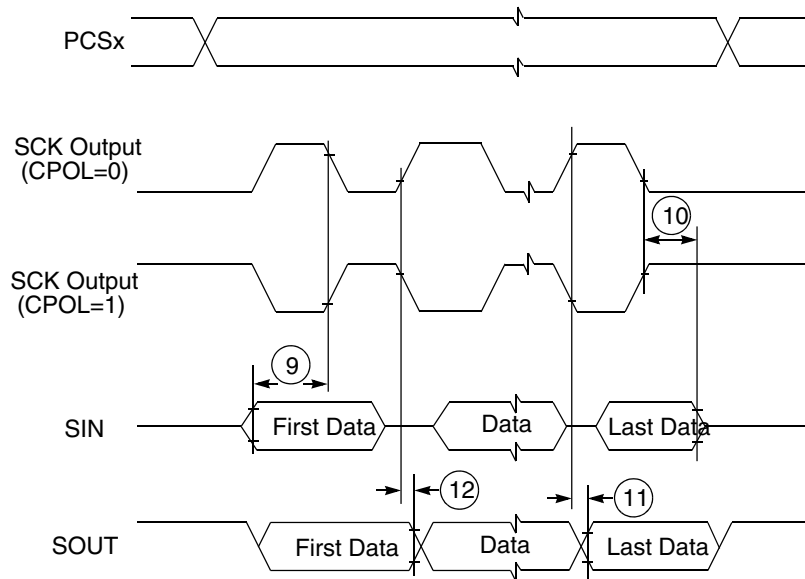 PCSx
SCK Output
(CPOL=0)
10
SCK Output
(CPOL=1)
9
SIN
First Data
Data
Last Data
12
11
SOUT
First Data
Data
Last Data